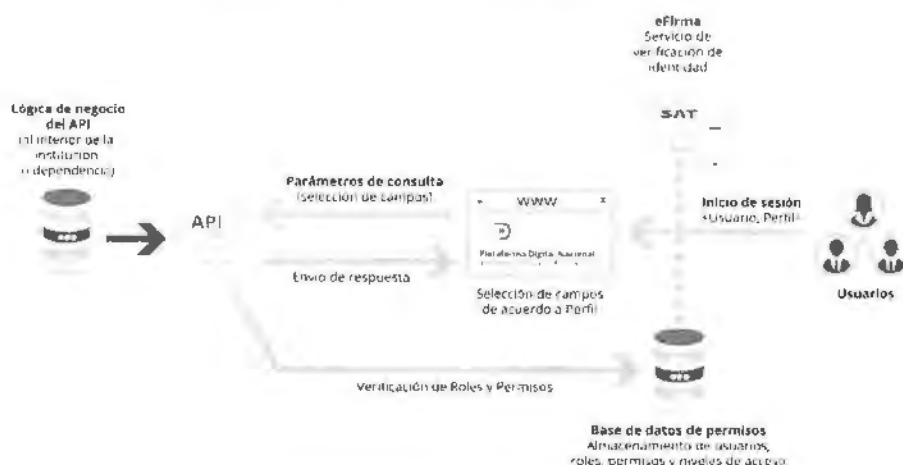 eFirma
Servicio de
verificación de
identidad
SAT
Lógica de negocio
del API
(al interior de la
institución
o dependencia)
API
Parámetros de consulta
(selección de campos)
Envío de respuesta
WWW
Plataforma Digital Nacional
Selección de campos
de acuerdo a Perfil
Inicio de sesión
<Usuario, Perfil>
Usuarios
Verificación de Roles y Permisos
Base de datos de permisos
Almacenamiento de usuarios,
roles, permisos y niveles de acceso